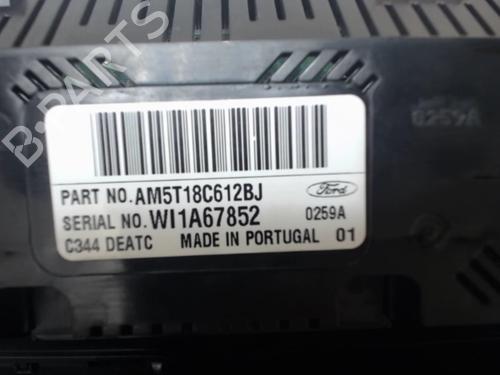 B-PARTS
0259A
PART NO.AM5T18C612BJ
Ford
SERIAL NO.WI1A67852
0259A
C344 DEATC MADE IN PORTUGAL 01